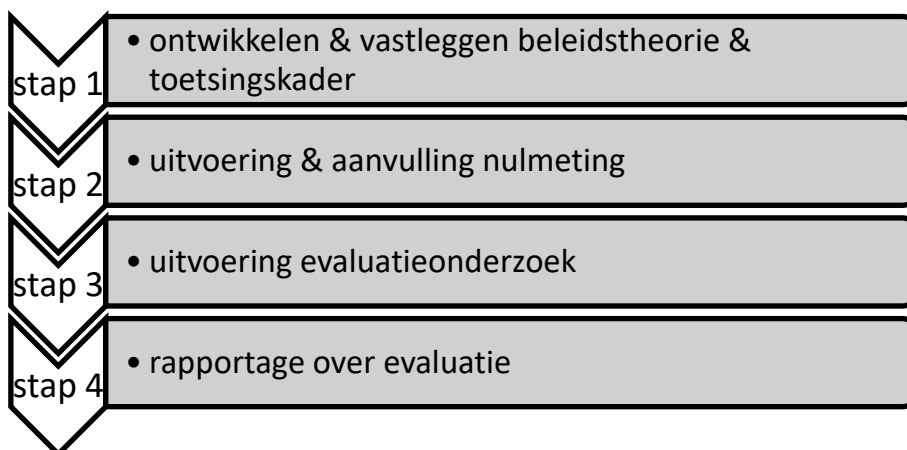 stap 1
• ontwikkelen & vastleggen beleidstheorie &
toetsingskader
stap 2
• uitvoering & aanvulling nulmeting
stap 3
• uitvoering evaluatieonderzoek
stap 4
• rapportage over evaluatie